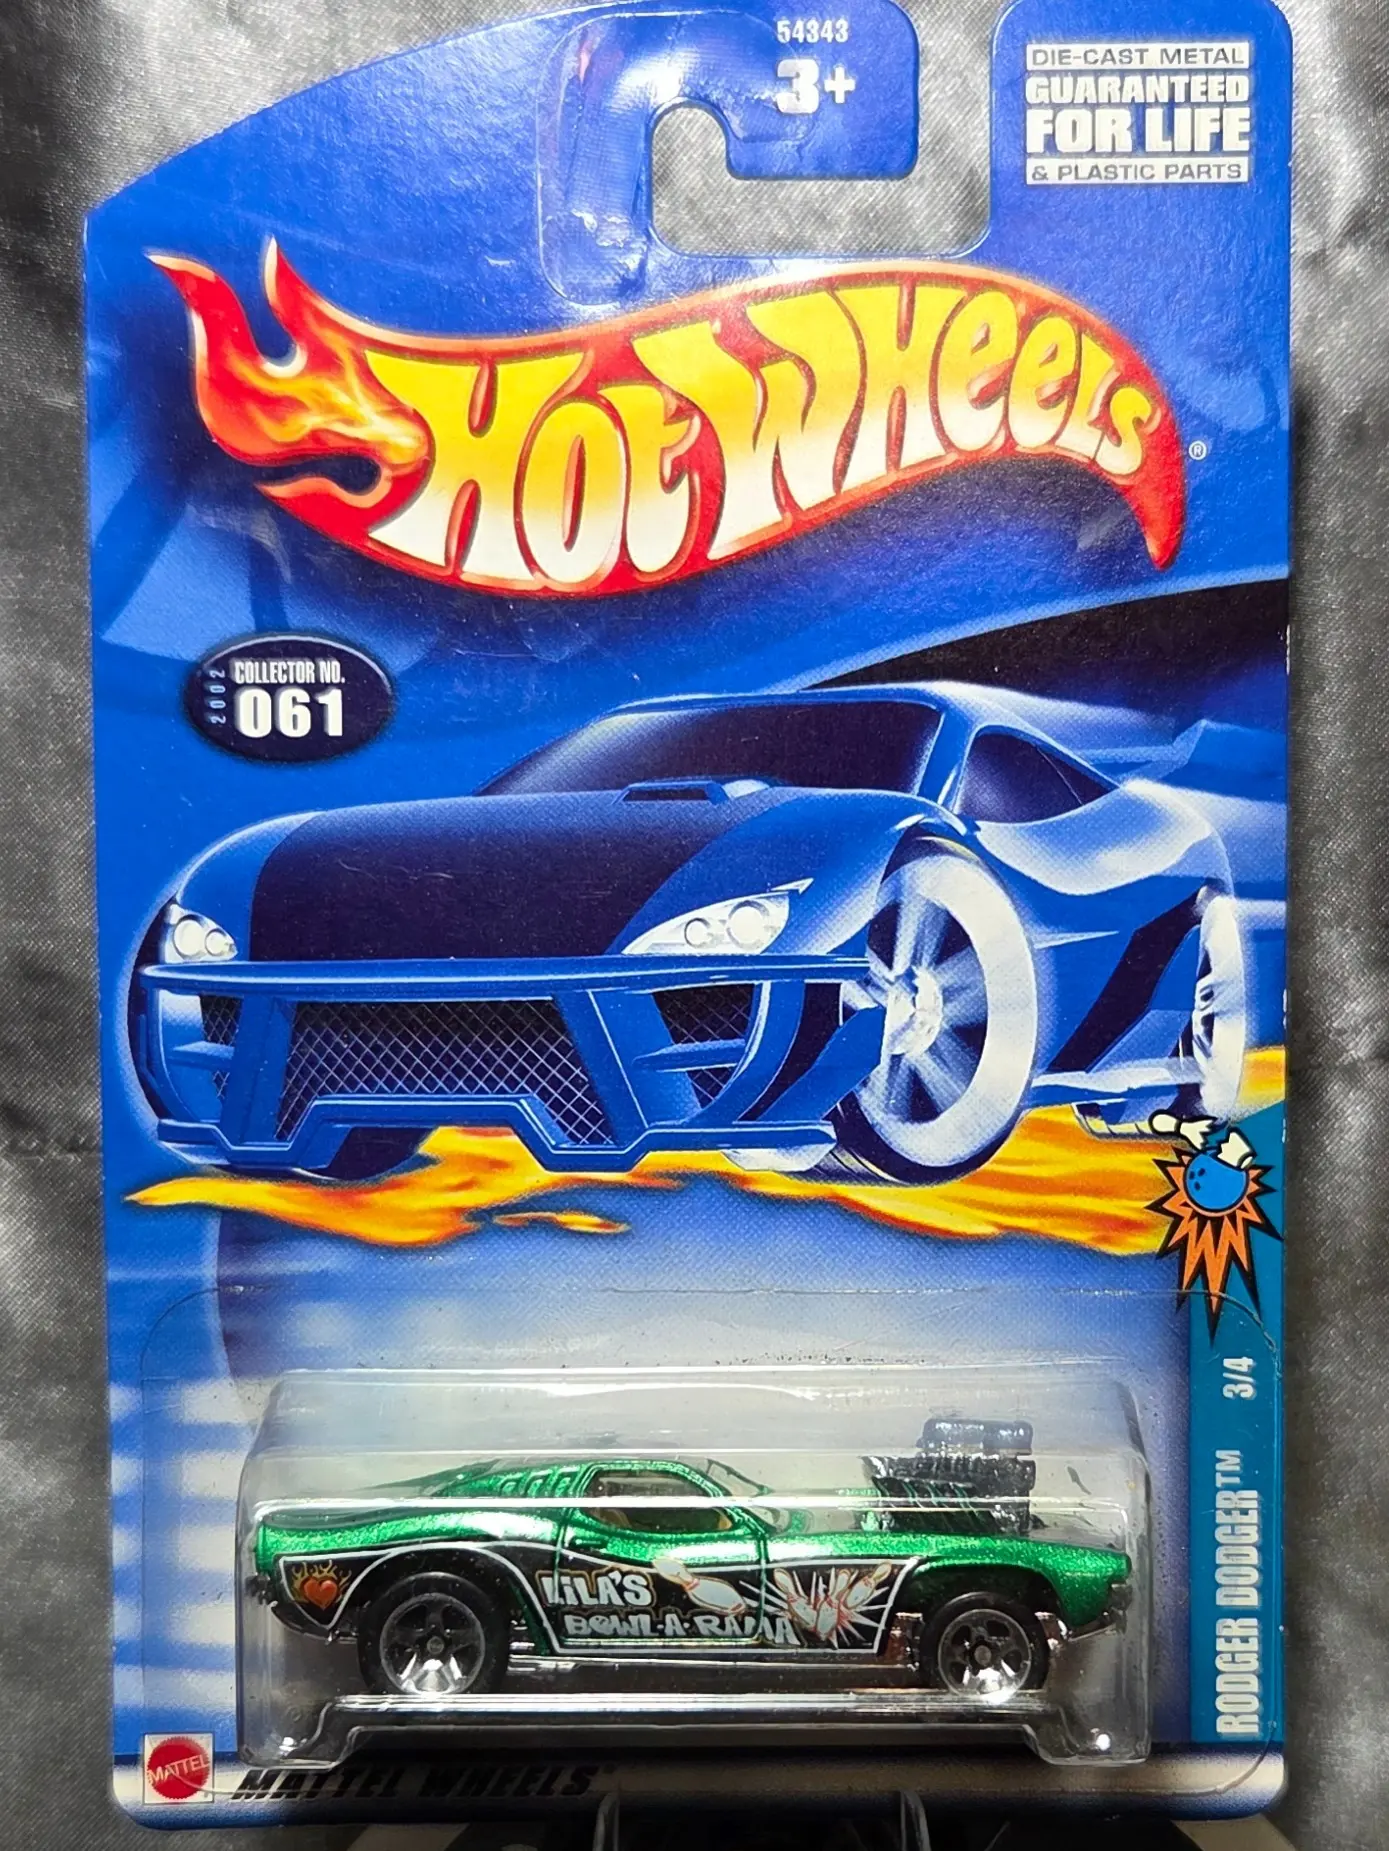 54343
3+
DIE-CAST METAL
GUARANTEED
FOR LIFE
& PLASTIC PARTS
HOT WHEELS
®
2002
COLLECTOR NO.
061
3/4
RODGER DODGER™
LILA'S
BOWL-A-RAMA
MATTEL
MATTEL WHEELS